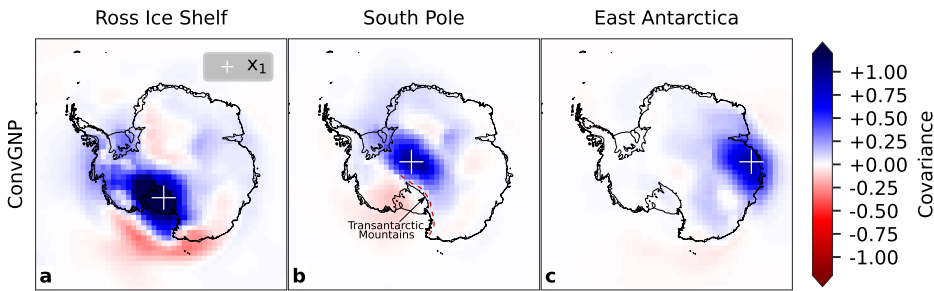 Ross Ice Shelf
South Pole
East Antarctica
ConvGNP
x₁
Transantarctic
Mountains
a
b
c
+1.00
+0.75
+0.50
+0.25
+0.00
-0.25
-0.50
-0.75
-1.00
Covariance